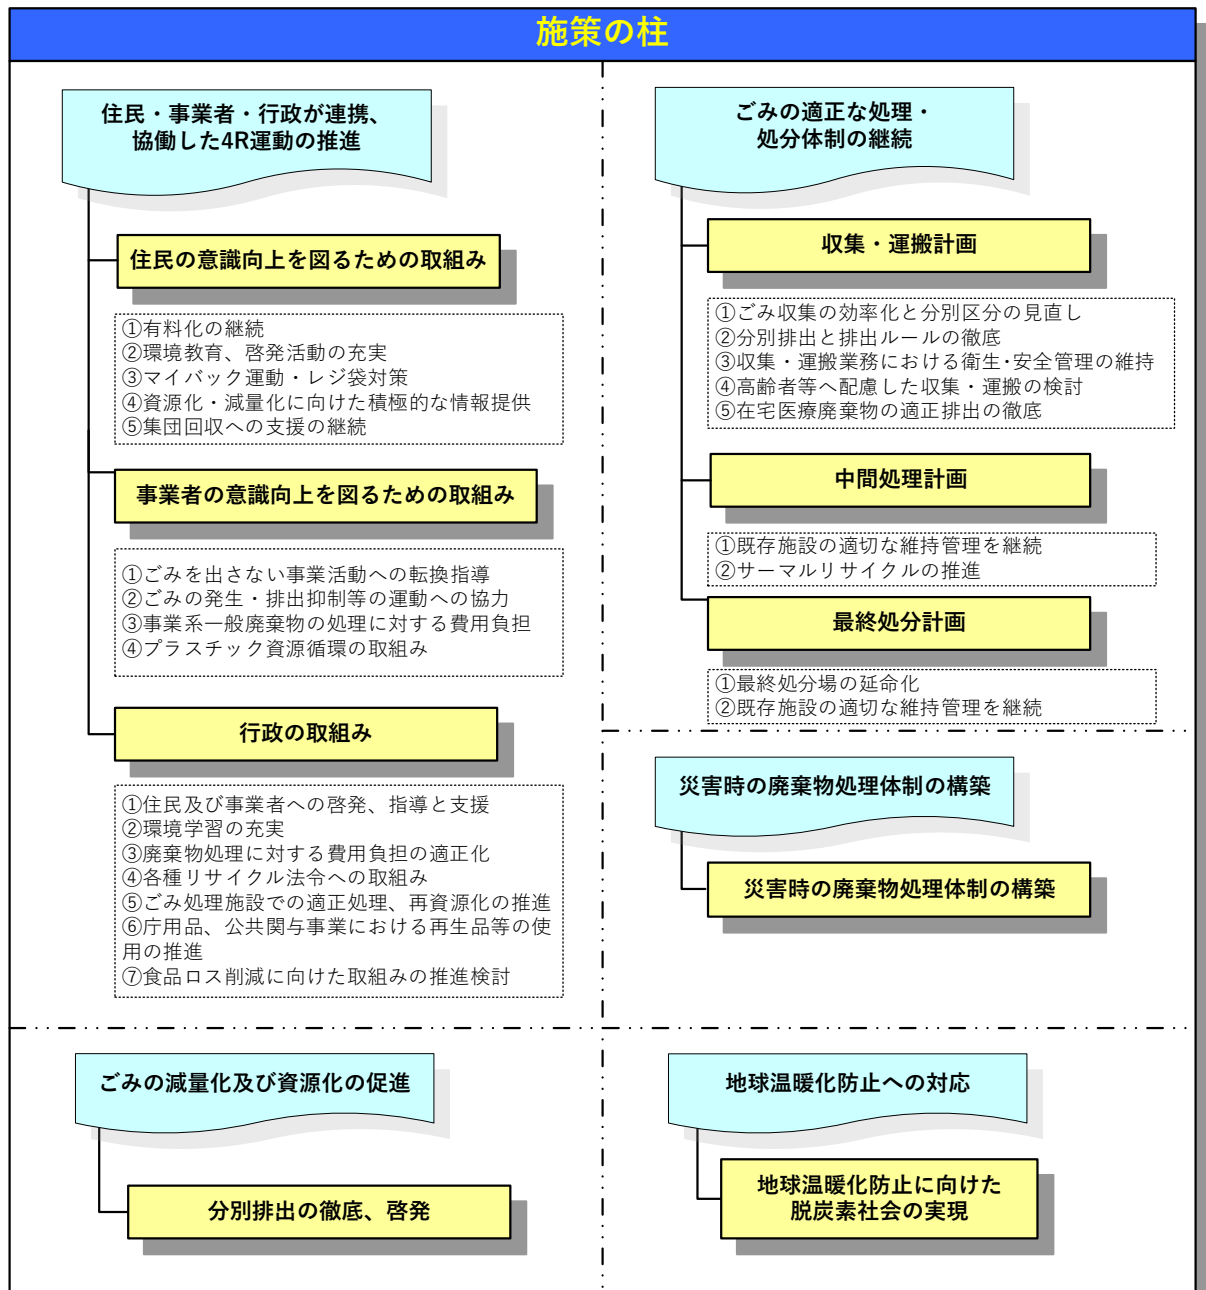 施策の柱
住民・事業者・行政が連携、
協働した4R運動の推進
住民の意識向上を図るための取組み
①有料化の継続
②環境教育、啓発活動の充実
③マイバック運動・レジ袋対策
④資源化・減量化に向けた積極的な情報提供
⑤集団回収への支援の継続
事業者の意識向上を図るための取組み
①ごみを出さない事業活動への転換指導
②ごみの発生・排出抑制等の運動への協力
③事業系一般廃棄物の処理に対する費用負担
④プラスチック資源循環の取組み
行政の取組み
①住民及び事業者への啓発、指導と支援
②環境学習の充実
③廃棄物処理に対する費用負担の適正化
④各種リサイクル法令への取組み
⑤ごみ処理施設での適正処理、再資源化の推進
⑥庁用品、公共関与事業における再生品等の使
用の推進
⑦食品ロス削減に向けた取組みの推進検討
ごみの適正な処理・
処分体制の継続
収集・運搬計画
①ごみ収集の効率化と分別区分の見直し
②分別排出と排出ルールの徹底
③収集・運搬業務における衛生･安全管理の維持
④高齢者等へ配慮した収集・運搬の検討
⑤在宅医療廃棄物の適正排出の徹底
中間処理計画
①既存施設の適切な維持管理を継続
②サーマルリサイクルの推進
最終処分計画
①最終処分場の延命化
②既存施設の適切な維持管理を継続
災害時の廃棄物処理体制の構築
災害時の廃棄物処理体制の構築
ごみの減量化及び資源化の促進
分別排出の徹底、啓発
地球温暖化防止への対応
地球温暖化防止に向けた
脱炭素社会の実現